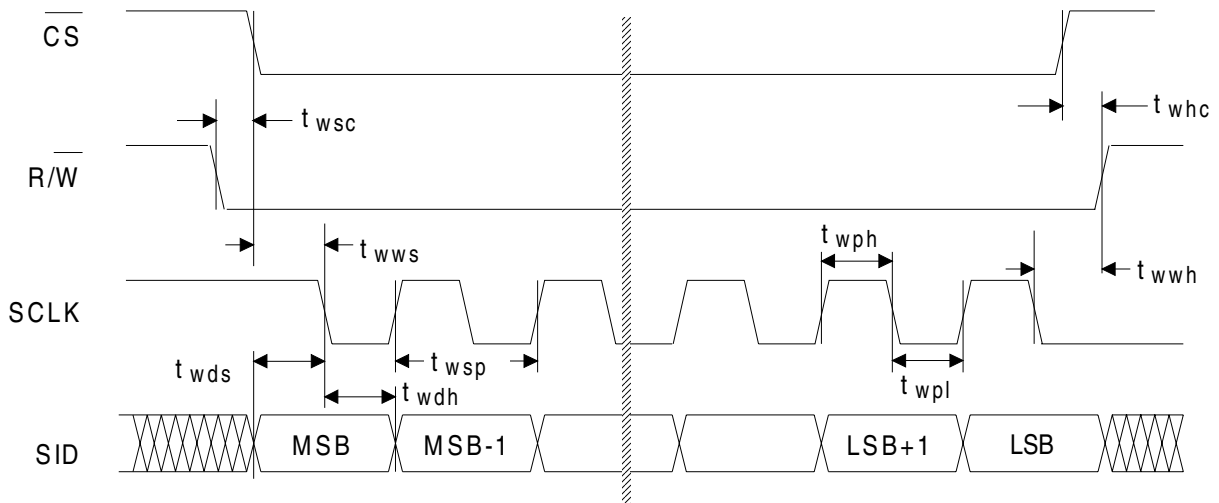 CS
t wsc
t whc
R/W
t wws
t wph
t wwh
SCLK
t wds
t wsp
t wdh
t wpl
SID
MSB
MSB-1
LSB+1
LSB